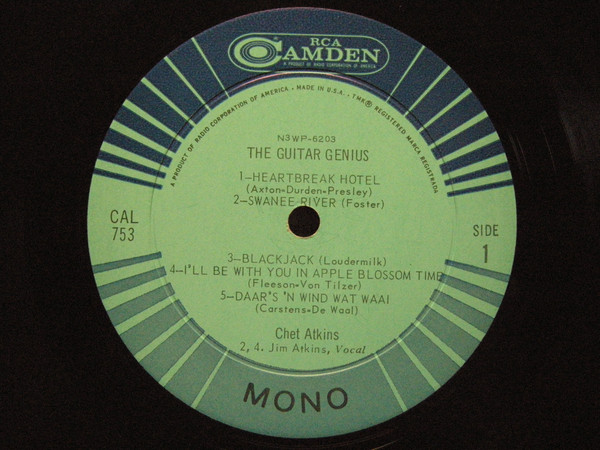 RCA
CAMDEN
A PRODUCT OF RADIO CORPORATION OF AMERICA
A PRODUCT OF RADIO CORPORATION OF AMERICA - MADE IN U.S.A. - TMK(S)® REGISTERED MARCA REGISTRADA
N3WP-6203
THE GUITAR GENIUS
1—HEARTBREAK HOTEL
(Axton-Durden-Presley)
2—SWANEE RIVER (Foster)
CAL
753
SIDE
1
3—BLACKJACK (Loudermilk)
4—I'LL BE WITH YOU IN APPLE BLOSSOM TIME
(Fleeson-Von Tilzer)
5—DAAR'S 'N WIND WAT WAAI
(Carstens-De Waal)
Chet Atkins
2, 4. Jim Atkins, Vocal
MONO